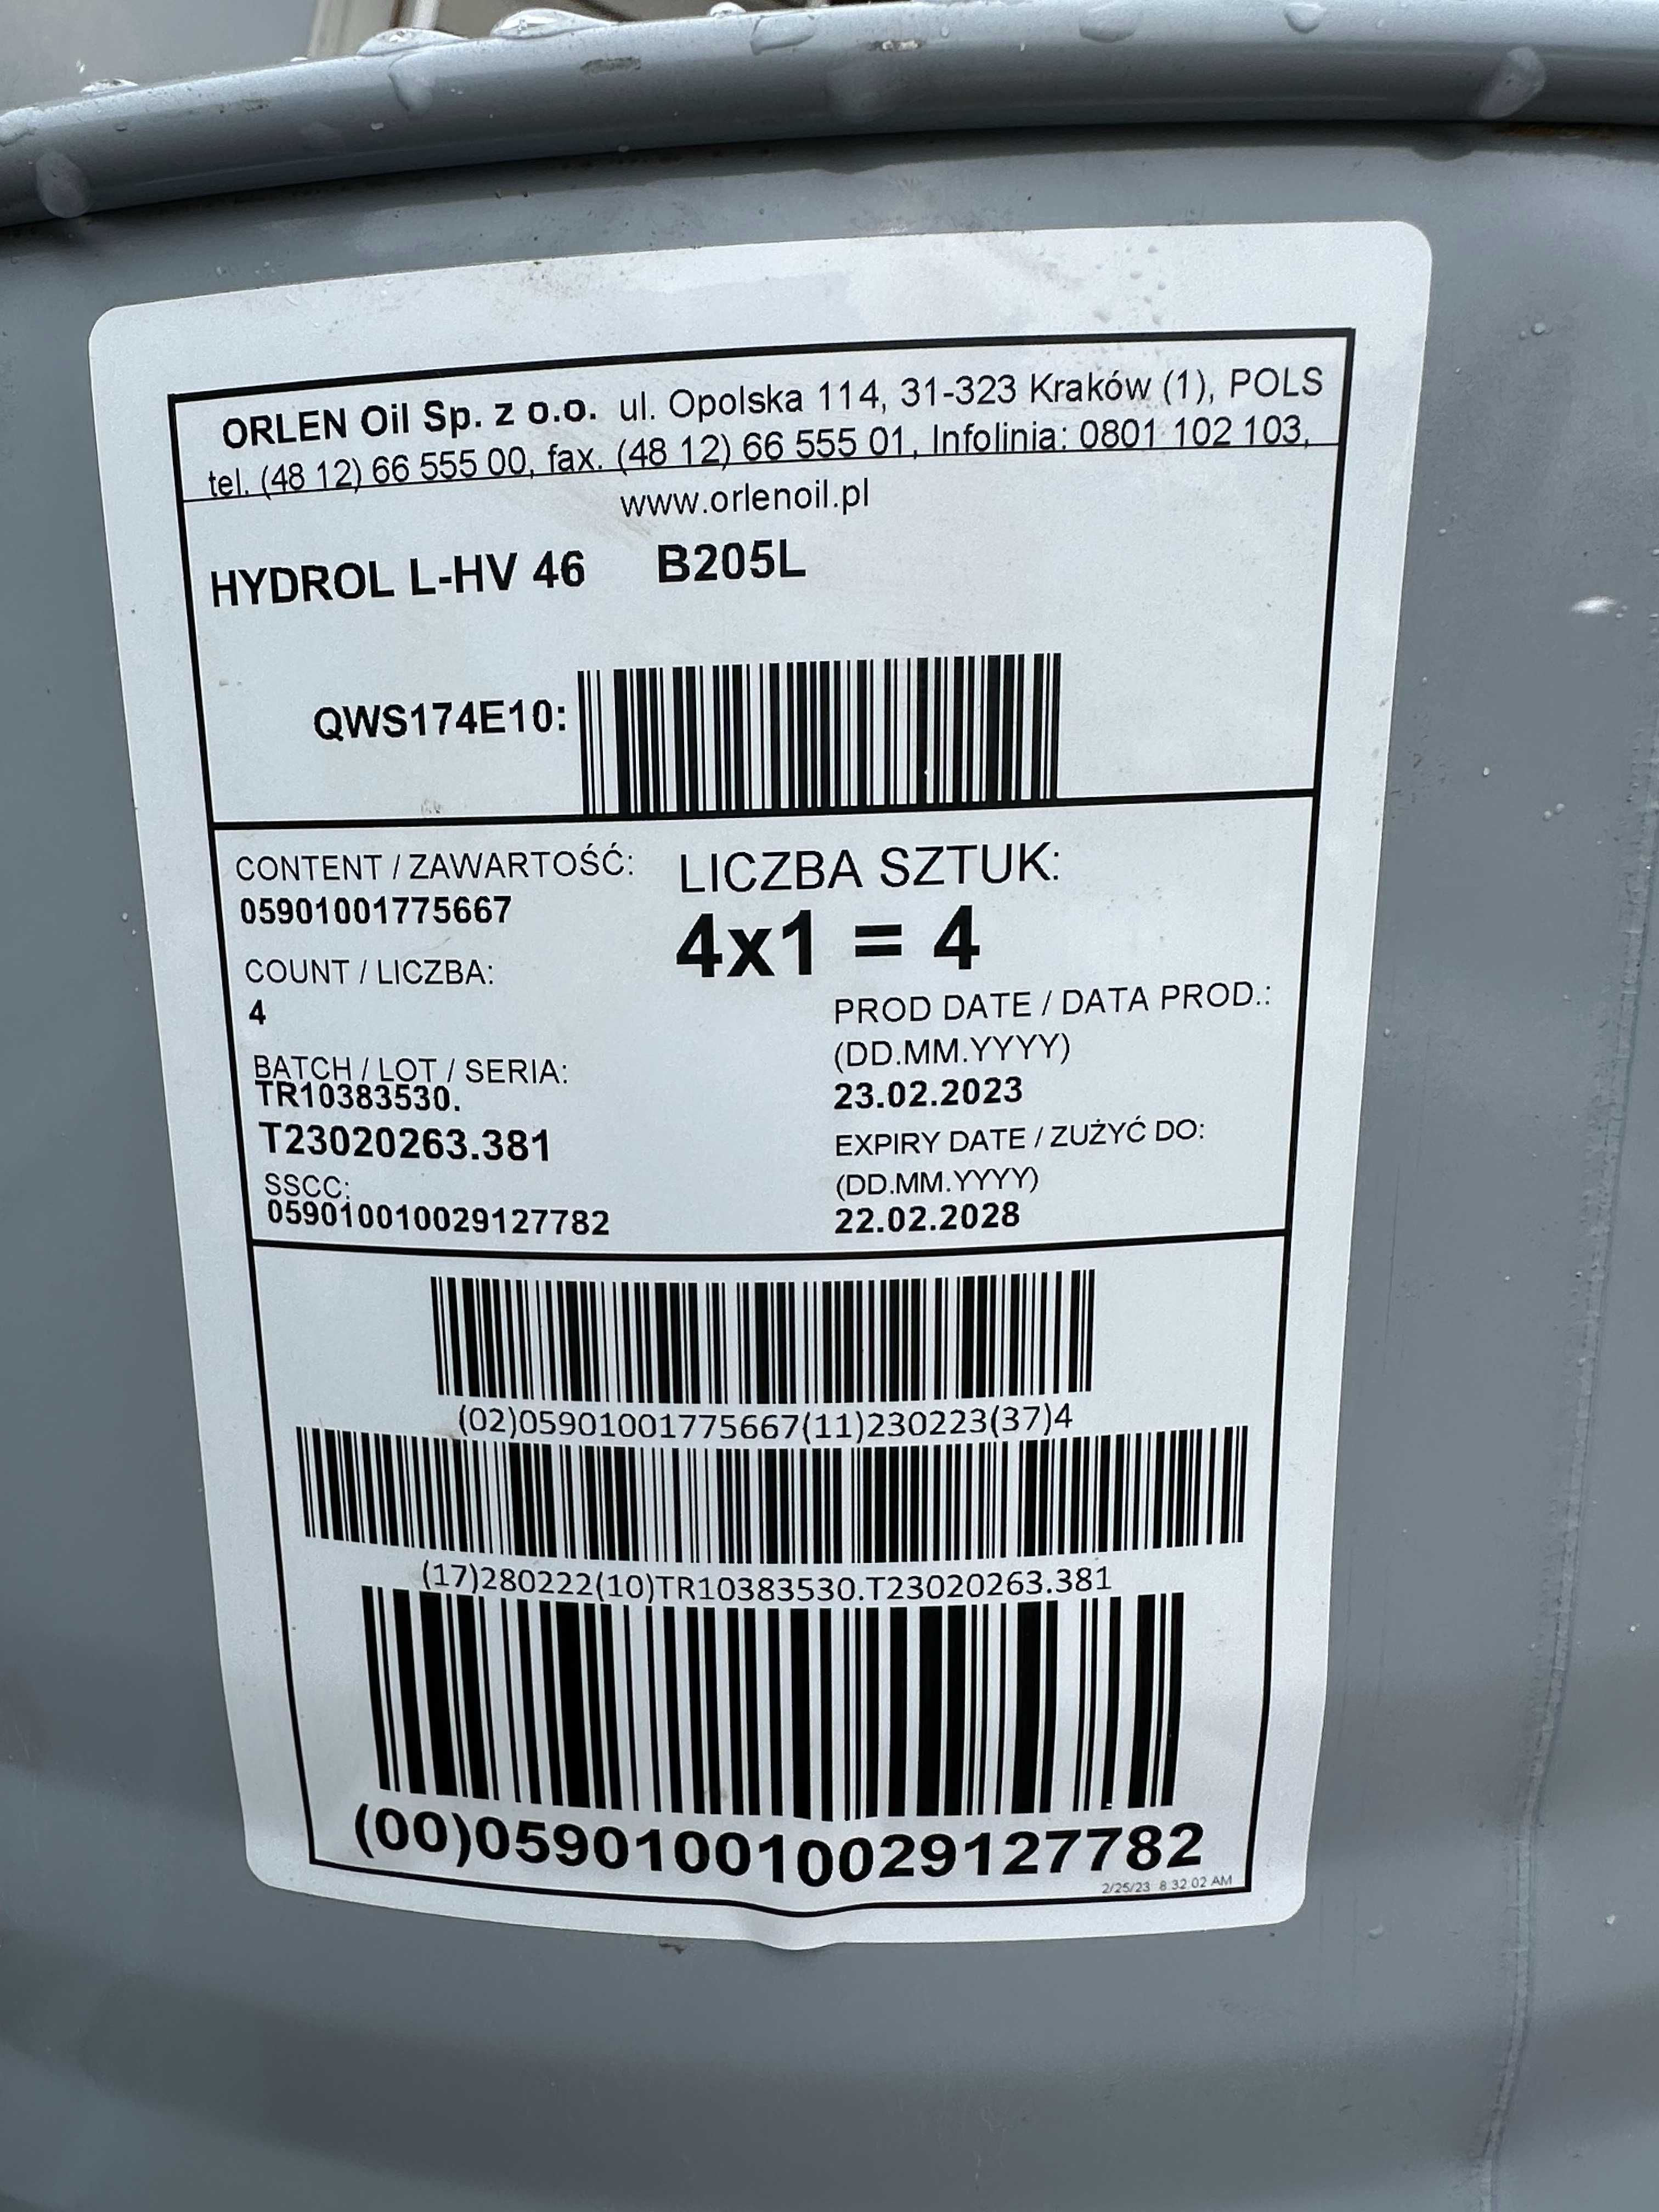 ORLEN Oil Sp. z o.o. ul. Opolska 114, 31-323 Kraków (1), POLS
tel. (48 12) 66 555 00, fax. (48 12) 66 555 01, Infolinia: 0801 102 103,
www.orlenoil.pl
HYDROL L-HV 46 B205L
QWS174E10:
CONTENT / ZAWARTOŚĆ:
05901001775667
LICZBA SZTUK:
4x1 = 4
COUNT / LICZBA:
4
BATCH / LOT / SERIA:
TR10383530.
T23020263.381
SSCC:
059010010029127782
PROD DATE / DATA PROD.:
(DD.MM.YYYY)
23.02.2023
EXPIRY DATE / ZUŻYĆ DO:
(DD.MM.YYYY)
22.02.2028
(02)05901001775667(11)230223(37)4
(17)280222(10)TR10383530.T23020263.381
(00)059010010029127782
2/25/23 8:32:02 AM